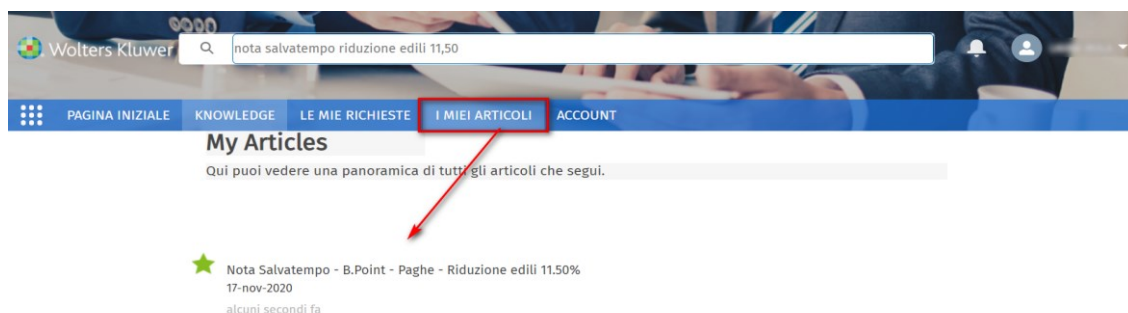 Wolters Kluwer
nota salvatempo riduzione edili 11,50
PAGINA INIZIALE KNOWLEDGE LE MIE RICHIESTE I MIEI ARTICOLI ACCOUNT
My Articles
Qui puoi vedere una panoramica di tutti gli articoli che segui.
Nota Salvatempo - B.Point - Paghe - Riduzione edili 11.50%
17-nov-2020
alcuni secondi fa